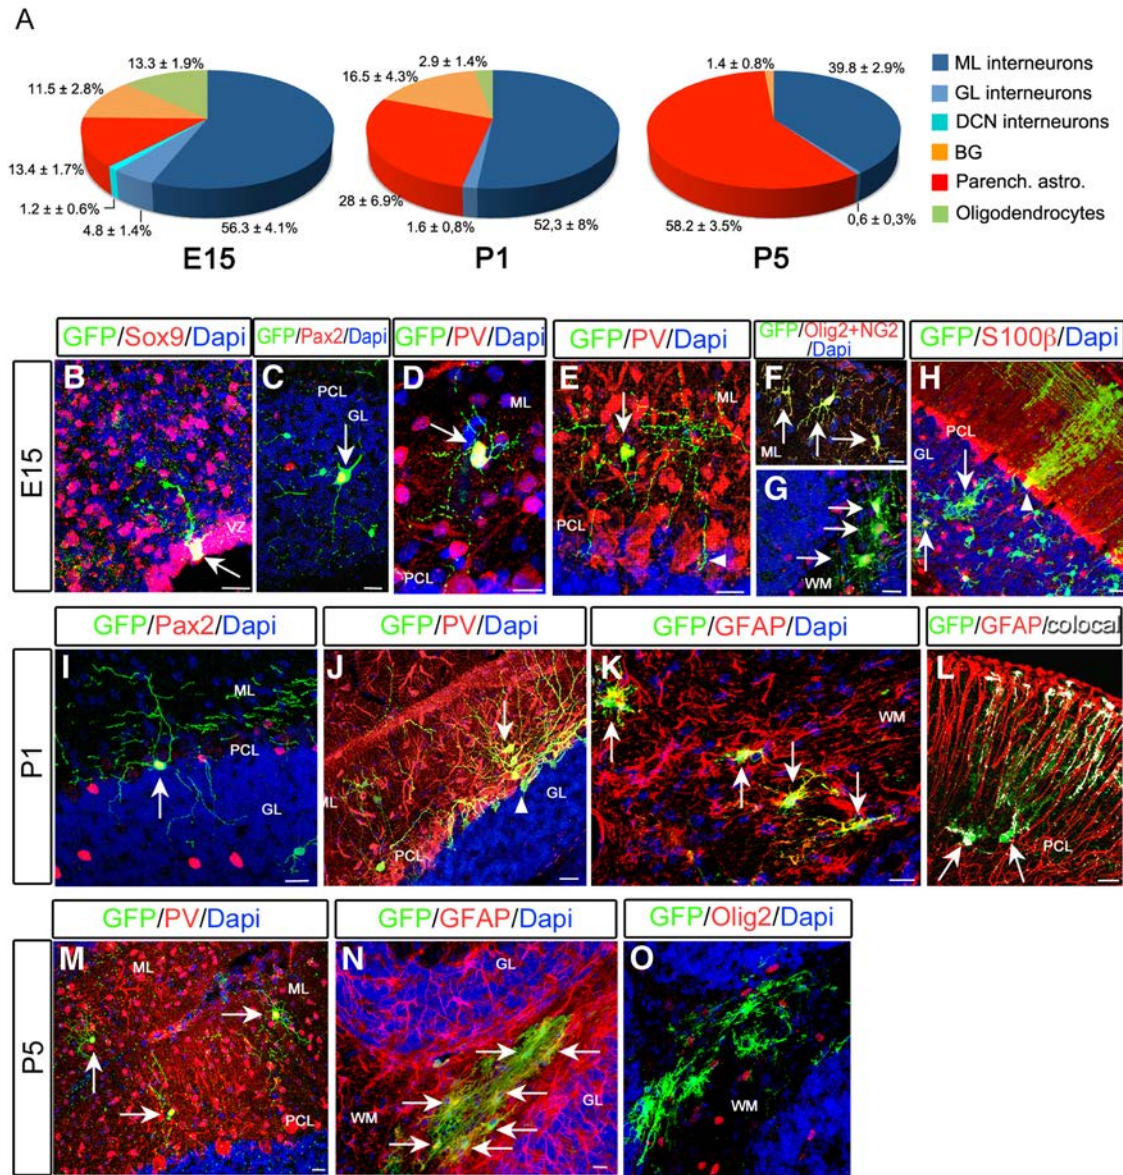 A
13.3 ± 1.9%
11.5 ± 2.8%
13.4 ± 1.7%
1.2 ± ± 0.6%
4.8 ± 1.4%
56.3 ± 4.1%
E15
2.9 ± 1.4%
16.5 ± 4.3%
28 ± 6.9%
1.6 ± 0,8%
52,3 ± 8%
P1
1.4 ± 0.8%
39.8 ± 2.9%
58.2 ± 3.5%
0,6 ± 0,3%
P5
ML interneurons
GL interneurons
DCN interneurons
BG
Parench. astro.
Oligodendrocytes
E15
GFP/Sox9/Dapi
B
VZ
GFP/Pax2/Dapi
C
PCL
GL
GFP/PV/Dapi
D
ML
PCL
GFP/PV/Dapi
E
ML
PCL
GFP/Olig2+NG2
/Dapi
F
ML
G
WM
GFP/S100β/Dapi
H
PCL
GL
P1
GFP/Pax2/Dapi
I
ML
PCL
GL
GFP/PV/Dapi
J
ML
GL
PCL
GFP/GFAP/Dapi
K
WM
GFP/GFAP/colocal
L
PCL
P5
GFP/PV/Dapi
M
ML
ML
PCL
GFP/GFAP/Dapi
N
GL
WM
GL
GFP/Olig2/Dapi
O
WM